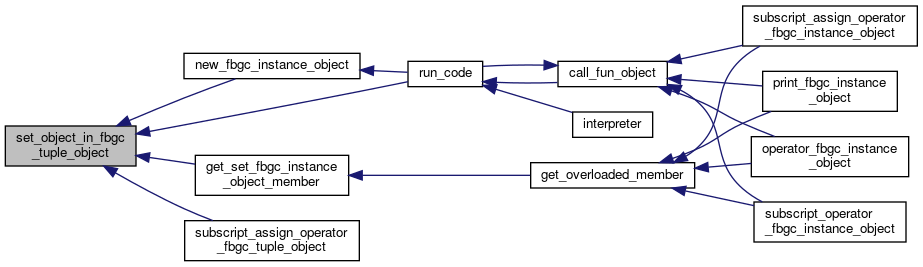 set_object_in_fbgc
_tuple_object
new_fbgc_instance_object
run_code
get_set_fbgc_instance
_object_member
subscript_assign_operator
_fbgc_tuple_object
call_fun_object
interpreter
get_overloaded_member
subscript_assign_operator
_fbgc_instance_object
print_fbgc_instance
_object
operator_fbgc_instance
_object
subscript_operator
_fbgc_instance_object